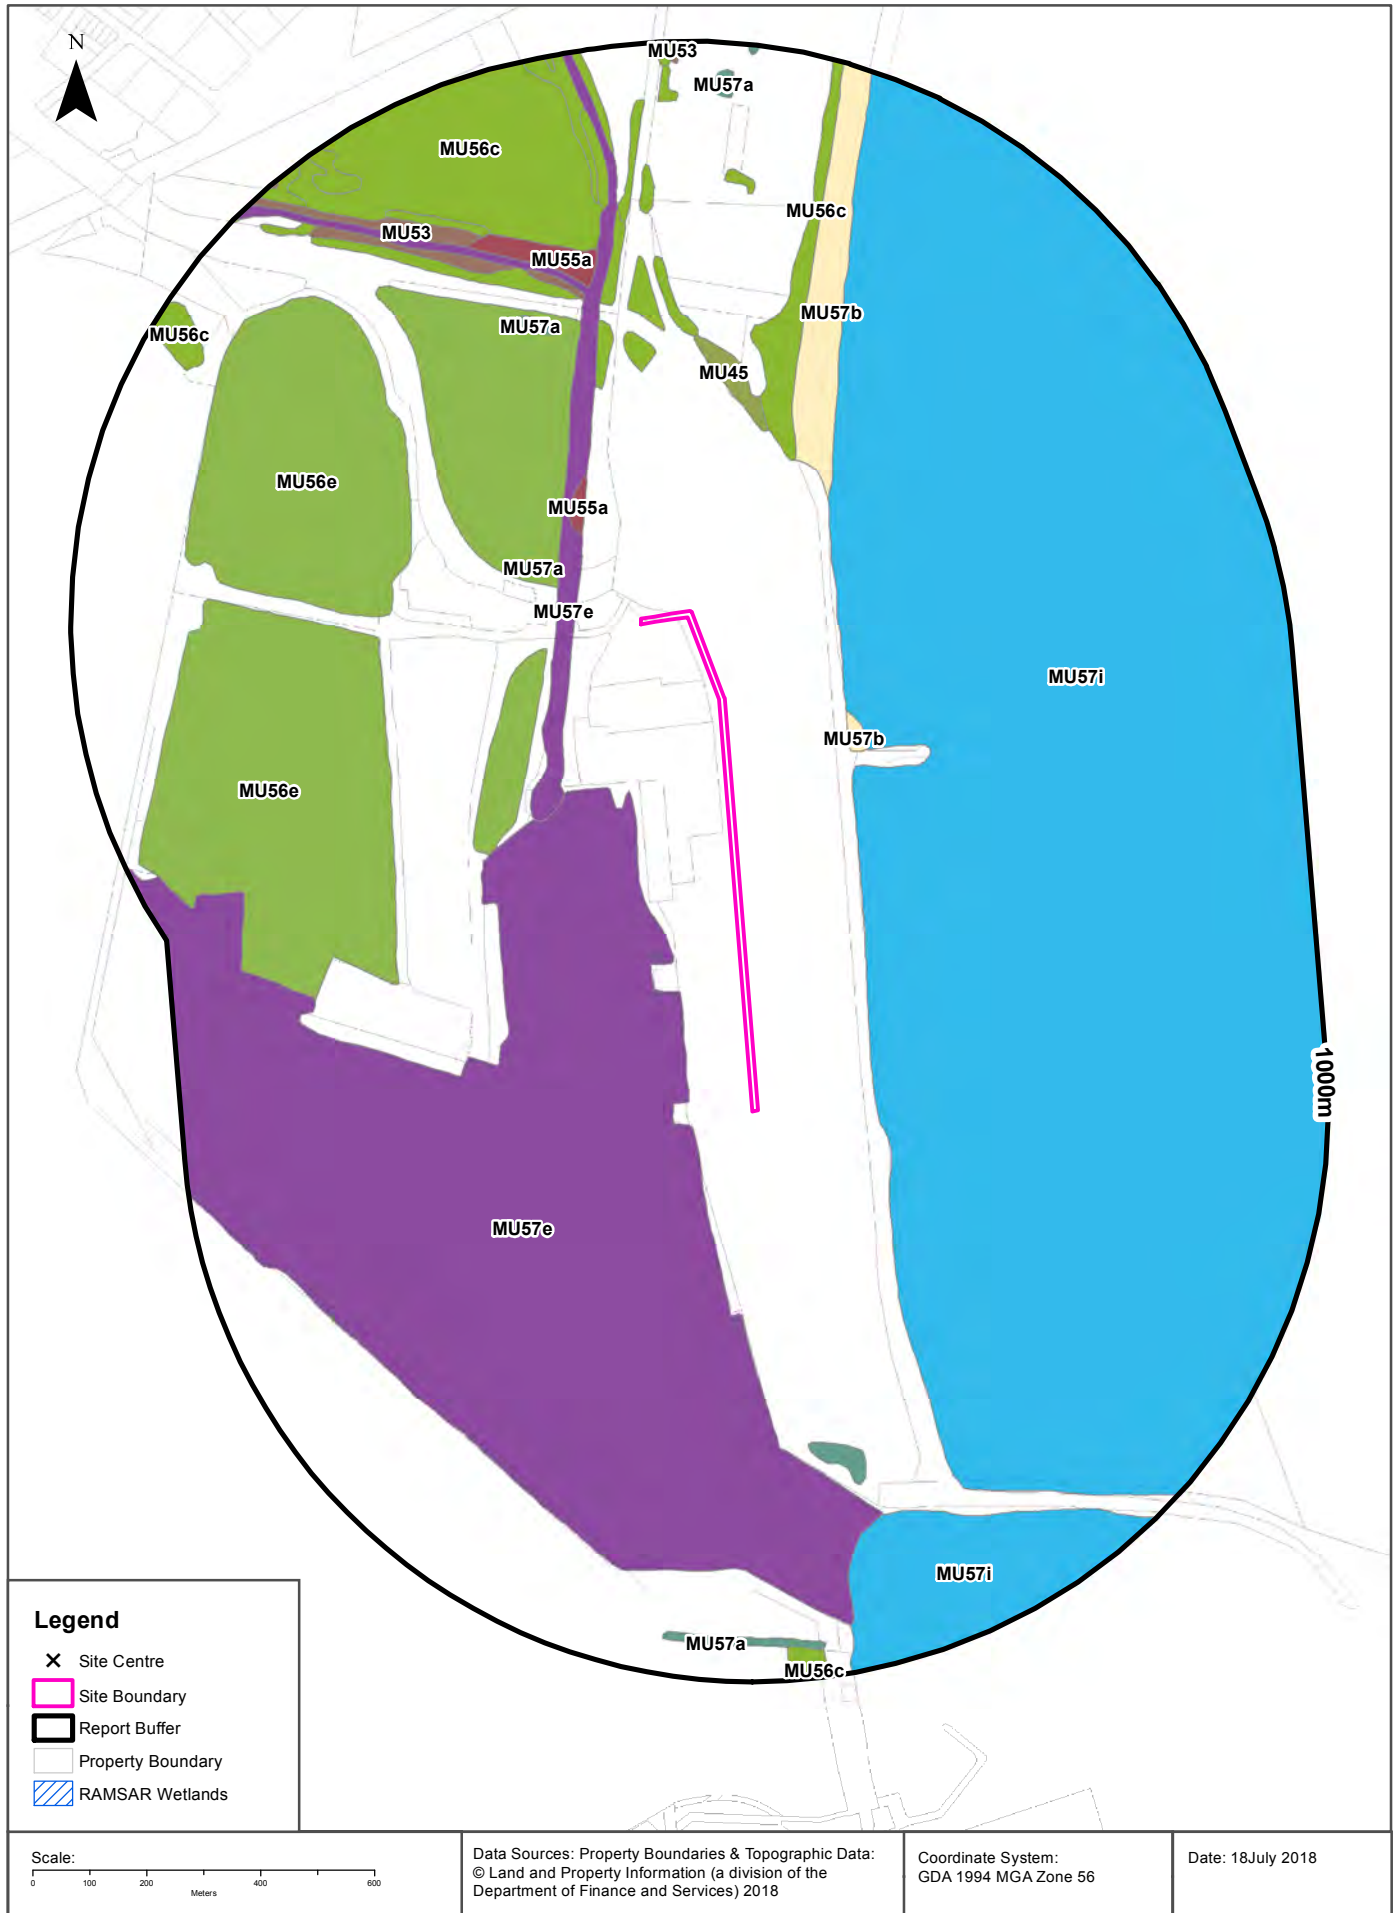 N
MU53
MU57a
MU56c
MU56c
MU53
MU55a
MU57b
MU57a
MU56c
MU45
MU56e
MU55a
MU57a
MU57e
MU57i
MU57b
MU56e
1000m
MU57e
MU57i
MU57a
MU56c
Legend
Site Centre
Site Boundary
Report Buffer
Property Boundary
RAMSAR Wetlands
Scale:
0 100 200 400 600
Meters
Data Sources: Property Boundaries & Topographic Data:
© Land and Property Information (a division of the
Department of Finance and Services) 2018
Coordinate System:
GDA 1994 MGA Zone 56
Date: 18July 2018